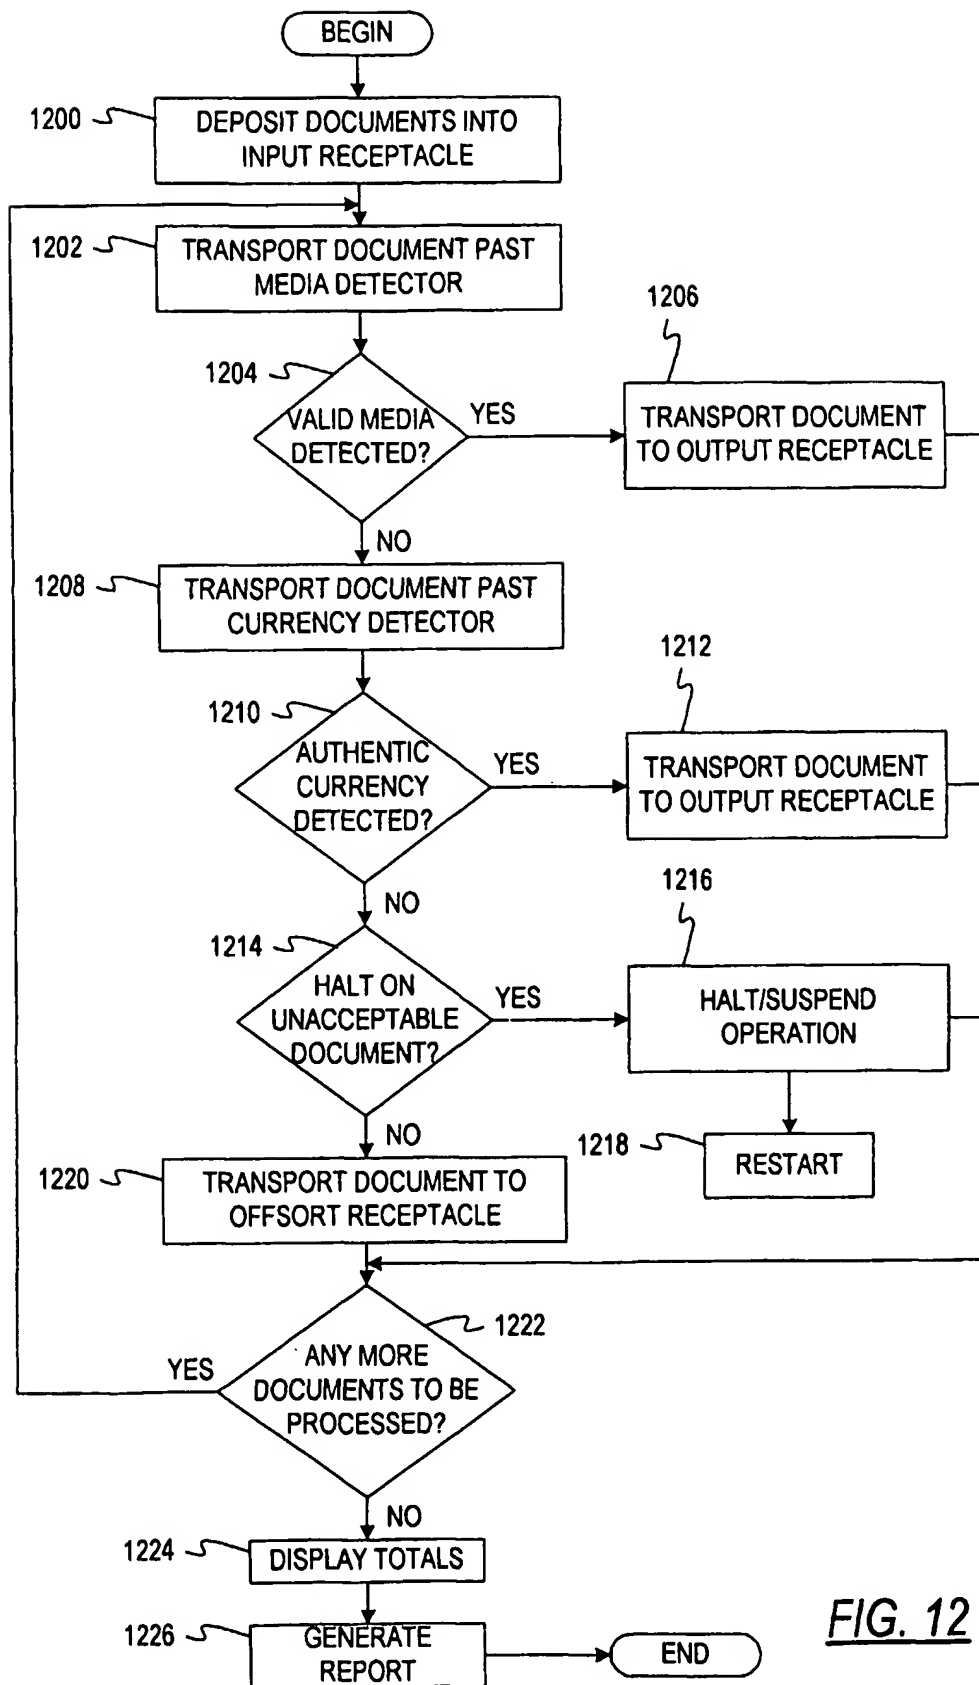 BEGIN
1200
DEPOSIT DOCUMENTS INTO
INPUT RECEPTACLE
1202
TRANSPORT DOCUMENT PAST
MEDIA DETECTOR
1204
VALID MEDIA
DETECTED?
YES
1206
TRANSPORT DOCUMENT
TO OUTPUT RECEPTACLE
NO
1208
TRANSPORT DOCUMENT PAST
CURRENCY DETECTOR
1210
AUTHENTIC
CURRENCY
DETECTED?
YES
1212
TRANSPORT DOCUMENT
TO OUTPUT RECEPTACLE
NO
1214
HALT ON
UNACCEPTABLE
DOCUMENT?
YES
1216
HALT/SUSPEND
OPERATION
1218
RESTART
NO
1220
TRANSPORT DOCUMENT TO
OFFSORT RECEPTACLE
1222
ANY MORE
DOCUMENTS TO BE
PROCESSED?
YES
NO
1224
DISPLAY TOTALS
1226
GENERATE
REPORT
END
FIG. 12